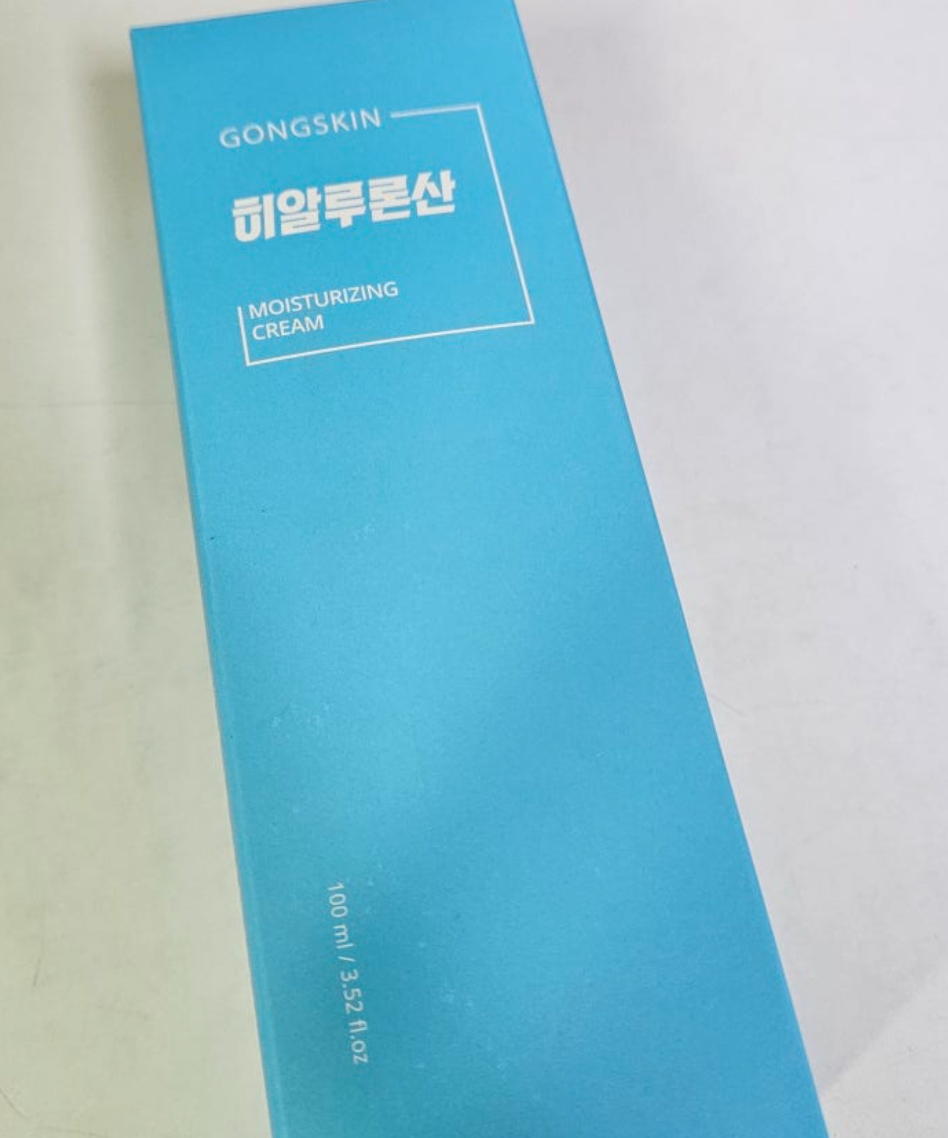 GONGSKIN
히알루론산
MOISTURIZING
CREAM
100 ml / 3.52 fl.oz